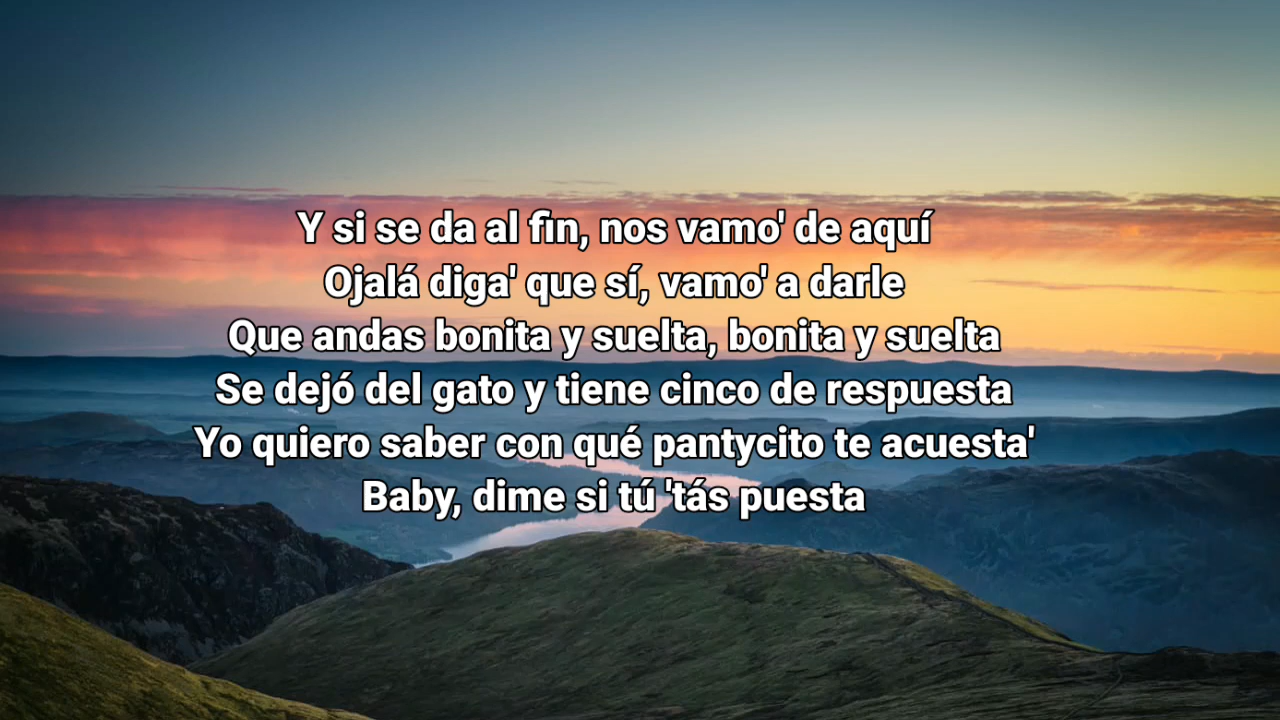 Y si se da al fin, nos vamo' de aquí
Ojalá diga' que sí, vamo' a darle
Que andas bonita y suelta, bonita y suelta
Se dejó del gato y tiene cinco de respuesta
Yo quiero saber con qué pantycito te acuesta'
Baby, dime si tú 'tás puesta